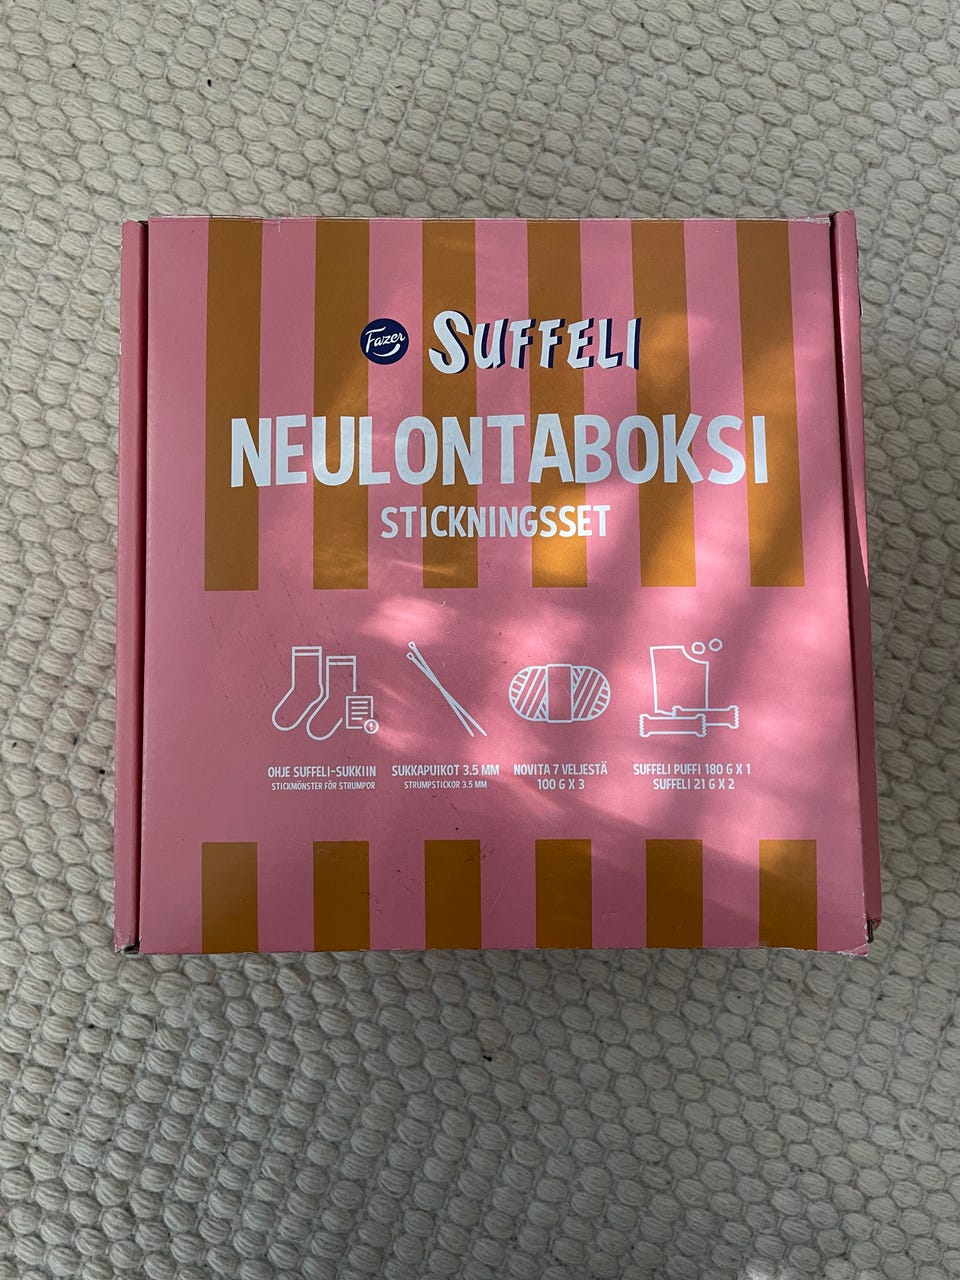 Fazer SUFFELI
NEULONTABOKSI
STICKNINGSSET
OHJE SUFFELI-SUKKIIN
STICKMÖNSTER FÖR STRUMPOR
SUKKAPUIKOT 3.5 MM
STRUMPSTICKOR 3.5 MM
NOVITA 7 VELJESTÄ
100 G X 3
SUFFELI PUFFI 180 G X 1
SUFFELI 21 G X 2